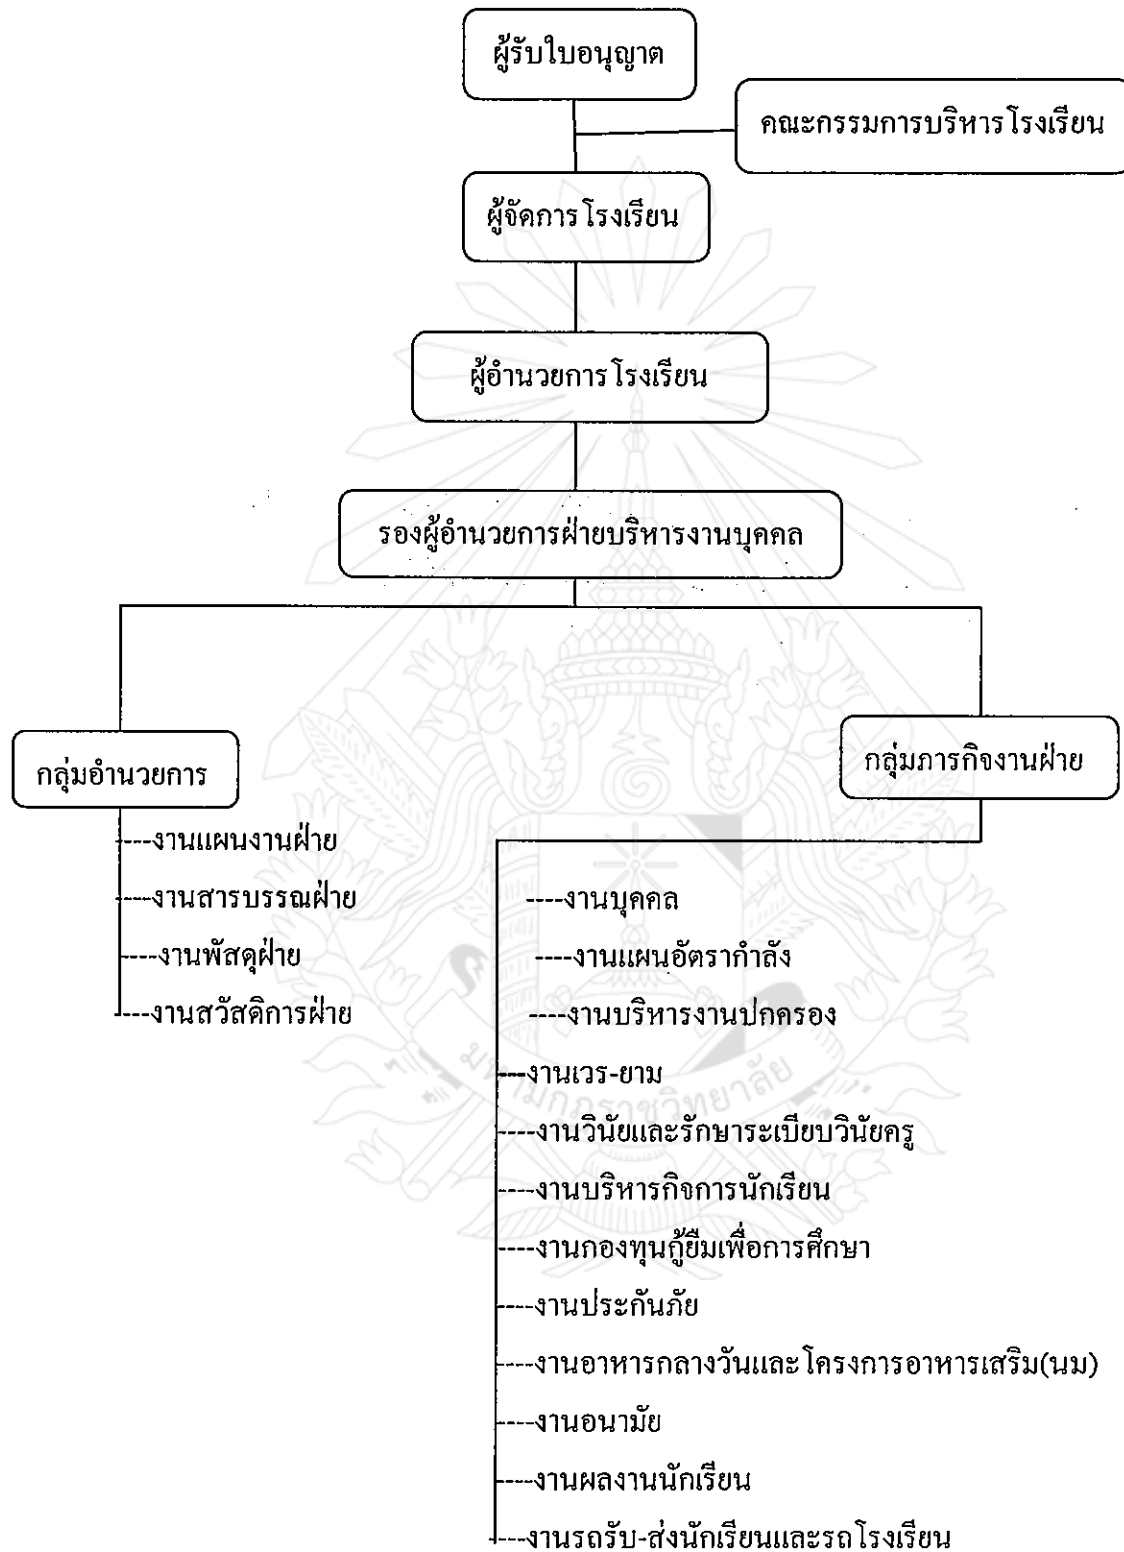 ผู้รับใบอนุญาต
คณะกรรมการบริหารโรงเรียน
ผู้จัดการโรงเรียน
ผู้อำนวยการโรงเรียน
รองผู้อำนวยการฝ่ายบริหารงานบุคคล
กลุ่มอำนวยการ
----งานแผนงานฝ่าย
----งานสารบรรณฝ่าย
----งานพัสดุฝ่าย
----งานสวัสดิการฝ่าย
กลุ่มภารกิจงานฝ่าย
----งานบุคคล
----งานแผนอัตรากำลัง
----งานบริหารงานปกครอง
----งานเวร-ยาม
----งานวินัยและรักษาระเบียบวินัยครู
----งานบริหารกิจการนักเรียน
----งานกองทุนกู้ยืมเพื่อการศึกษา
----งานประกันภัย
----งานอาหารกลางวันและโครงการอาหารเสริม(นม)
----งานอนามัย
----งานผลงานนักเรียน
----งานรถรับ-ส่งนักเรียนและรถโรงเรียน
มหามกุฏราชวิทยาลัย